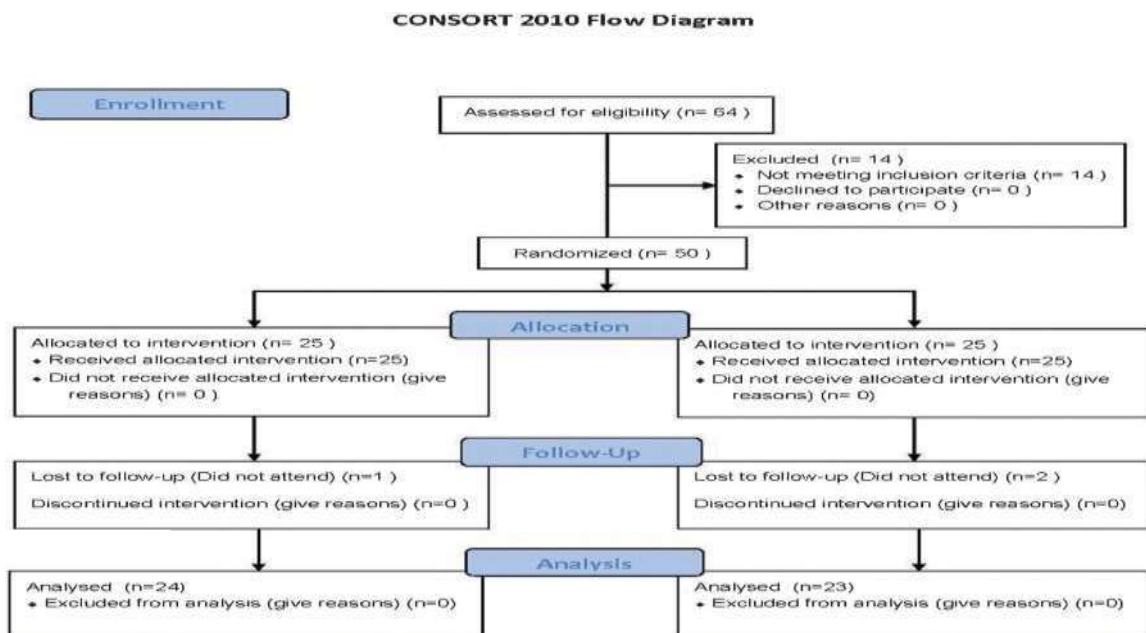 CONSORT 2010 Flow Diagram
Enrollment
Assessed for eligibility (n= 64 )
Excluded (n= 14 )
♦ Not meeting inclusion criteria (n= 14 )
♦ Declined to participate (n= 0 )
♦ Other reasons (n= 0 )
Randomized (n= 50 )
Allocation
Allocated to intervention (n= 25 )
♦ Received allocated intervention (n=25)
♦ Did not receive allocated intervention (give
reasons) (n= 0 )
Allocated to intervention (n= 25 )
♦ Received allocated intervention (n=25)
♦ Did not receive allocated intervention (give
reasons) (n= 0)
Follow-Up
Lost to follow-up (Did not attend) (n=1 )
Discontinued intervention (give reasons) (n=0 )
Lost to follow-up (Did not attend) (n=2 )
Discontinued intervention (give reasons) (n=0)
Analysis
Analysed (n=24)
♦ Excluded from analysis (give reasons) (n=0)
Analysed (n=23)
♦ Excluded from analysis (give reasons) (n=0)